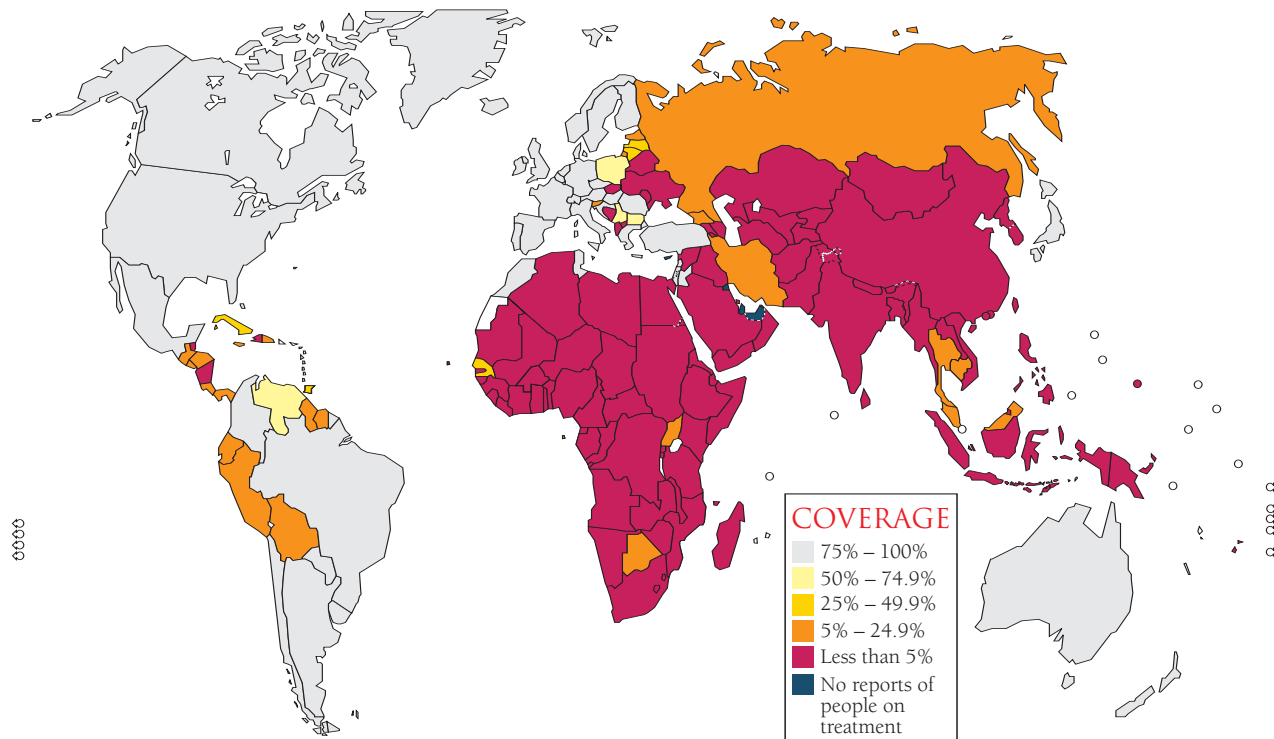 COVERAGE
75% – 100%
50% – 74.9%
25% – 49.9%
5% – 24.9%
Less than 5%
No reports of
people on
treatment